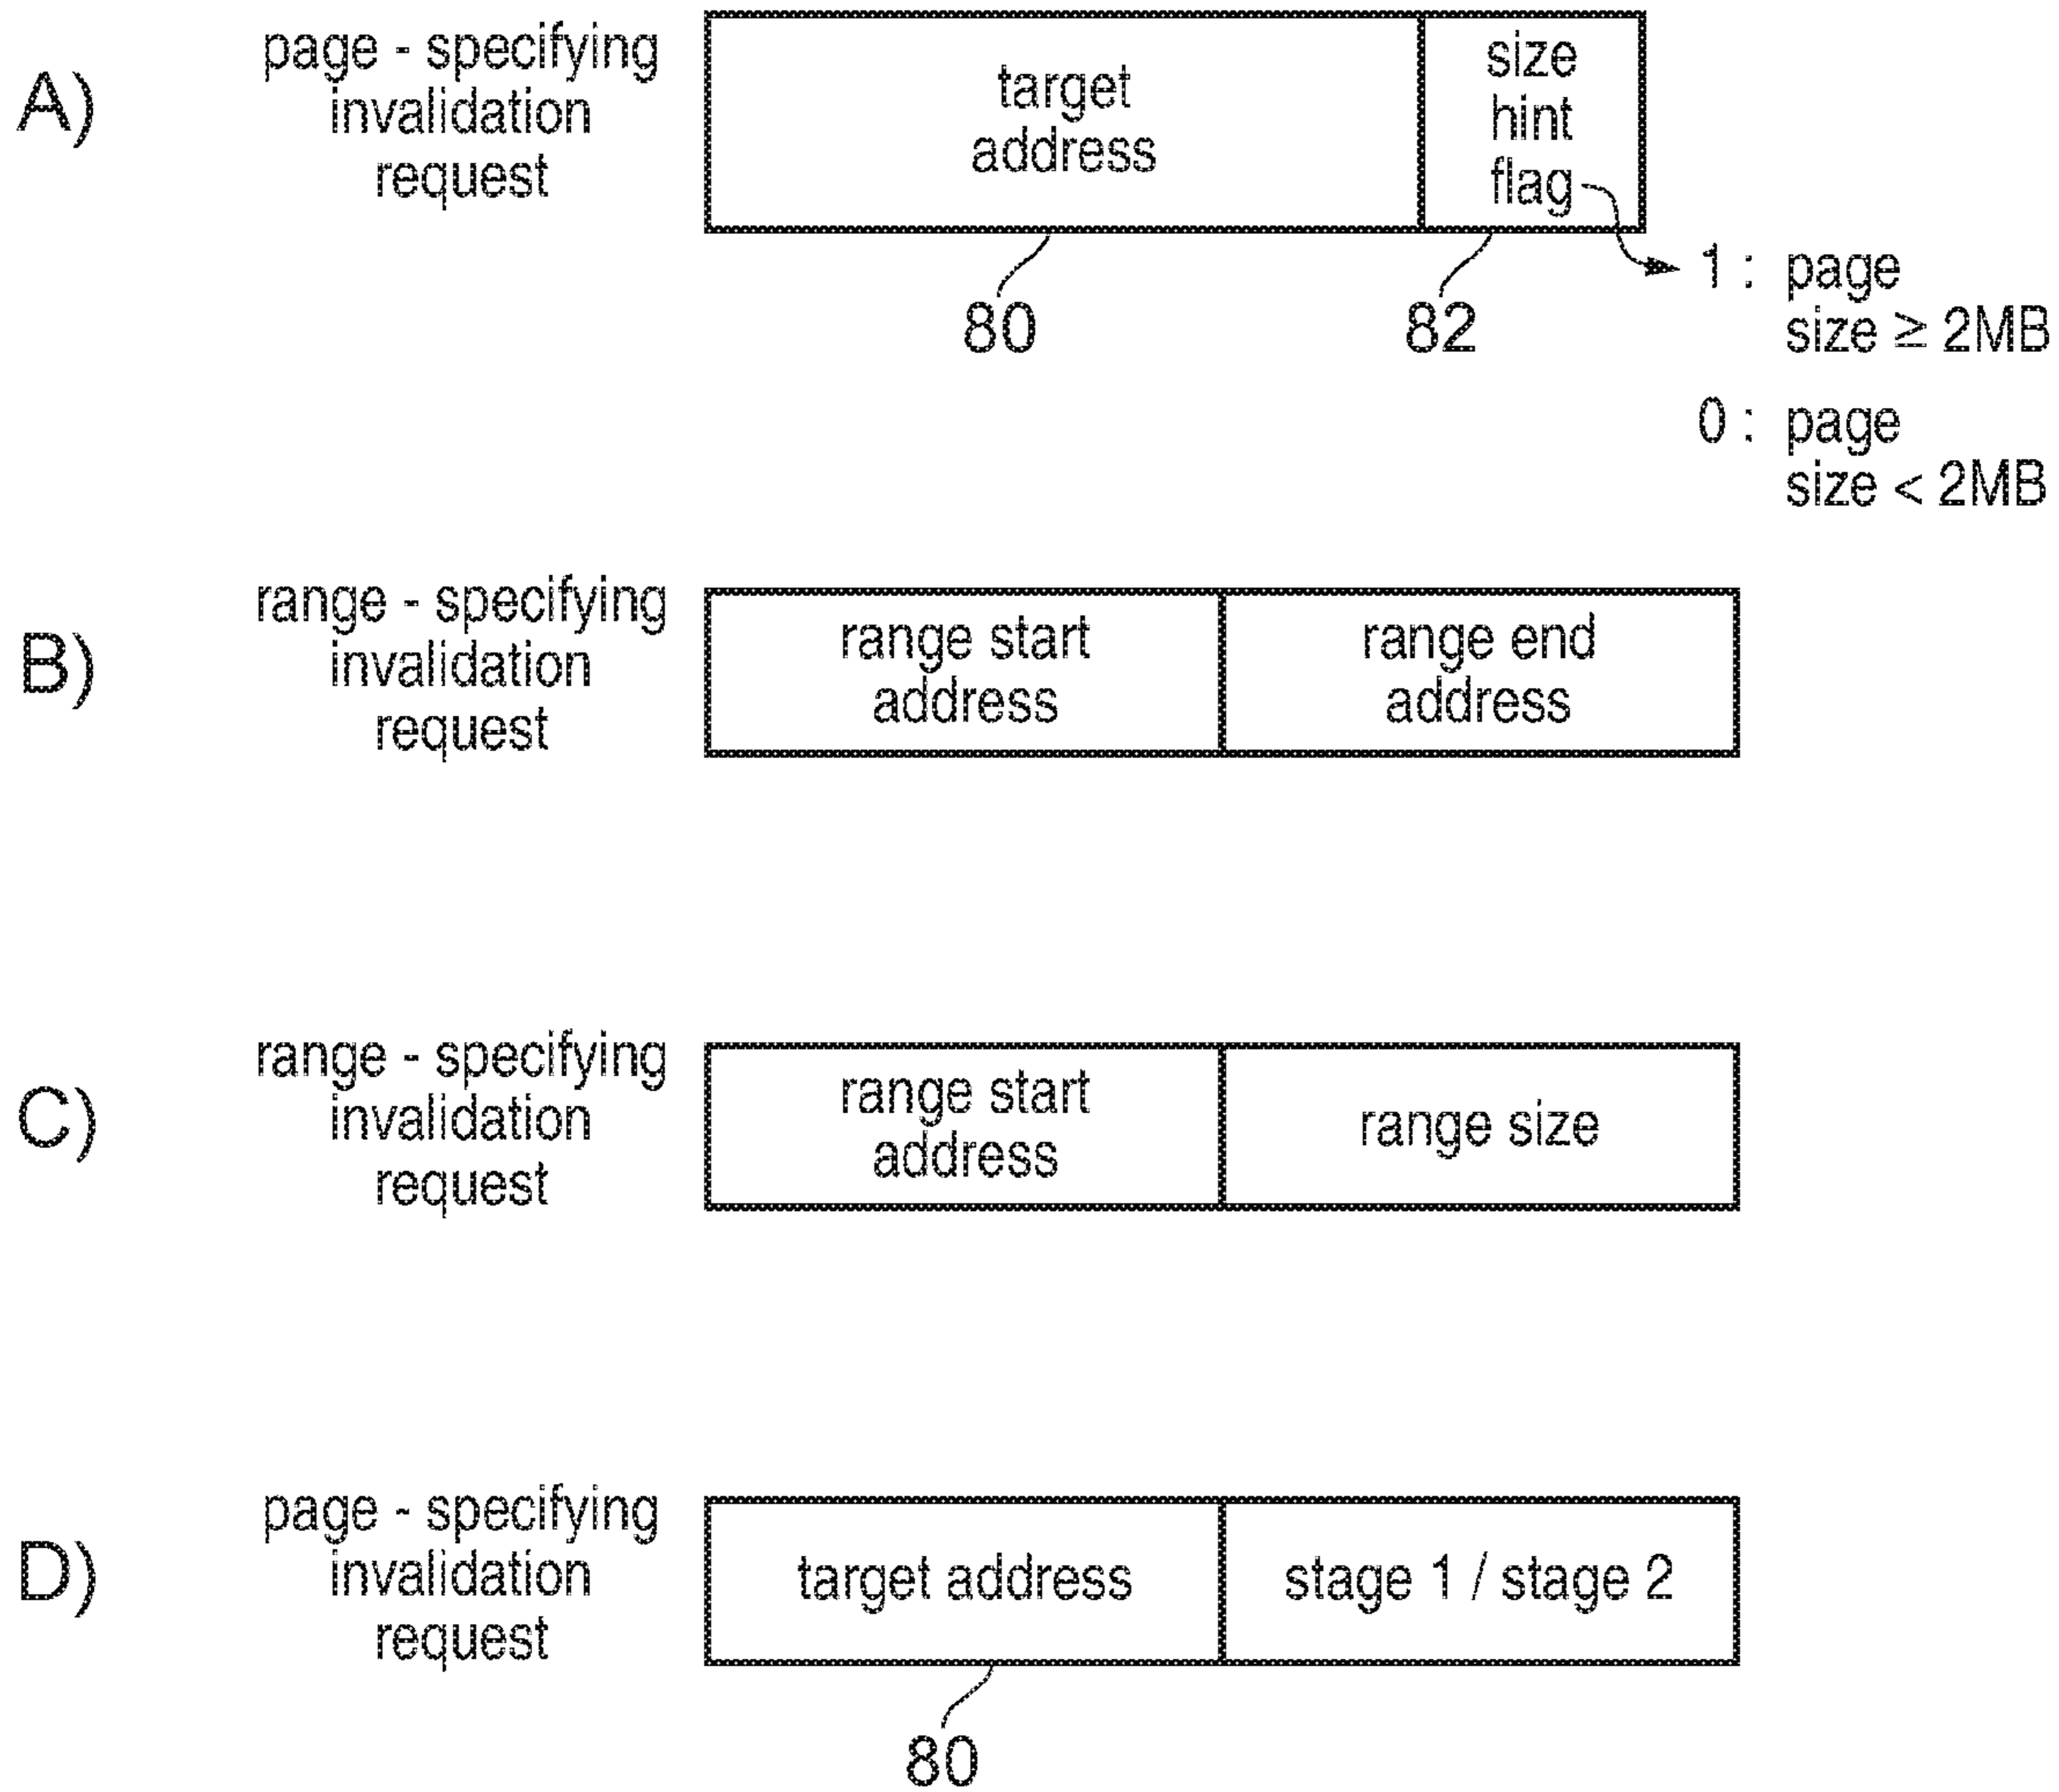 A)
page - specifying
invalidation
request
target
address
size
hint
flag
80
82
1 : page
size ≥ 2MB
0 : page
size < 2MB
B)
range - specifying
invalidation
request
range start
address
range end
address
C)
range - specifying
invalidation
request
range start
address
range size
D)
page - specifying
invalidation
request
target address
stage 1 / stage 2
80